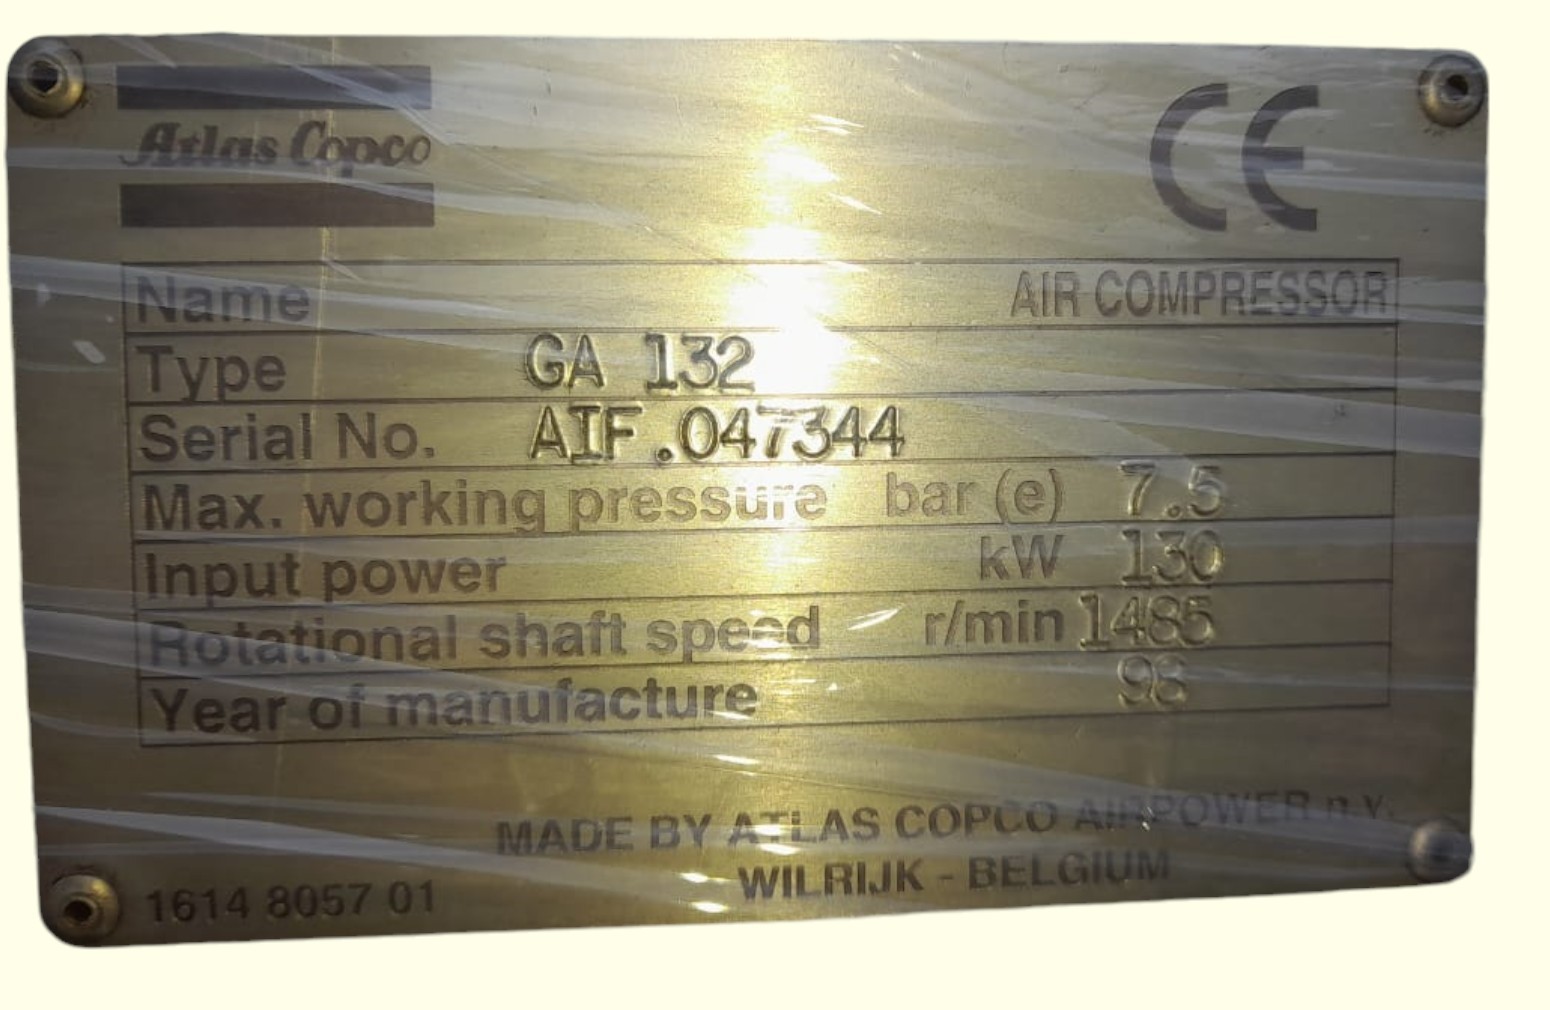 Atlas Copco
CE
Name AIR COMPRESSOR
Type GA 132
Serial No. AIF.047344
Max. working pressure bar (e) 7.5
Input power kW 130
Rotational shaft speed r/min 1485
Year of manufacture 98
MADE BY ATLAS COPCO AIRPOWER n.v.
WILRIJK - BELGIUM
1614 8057 01